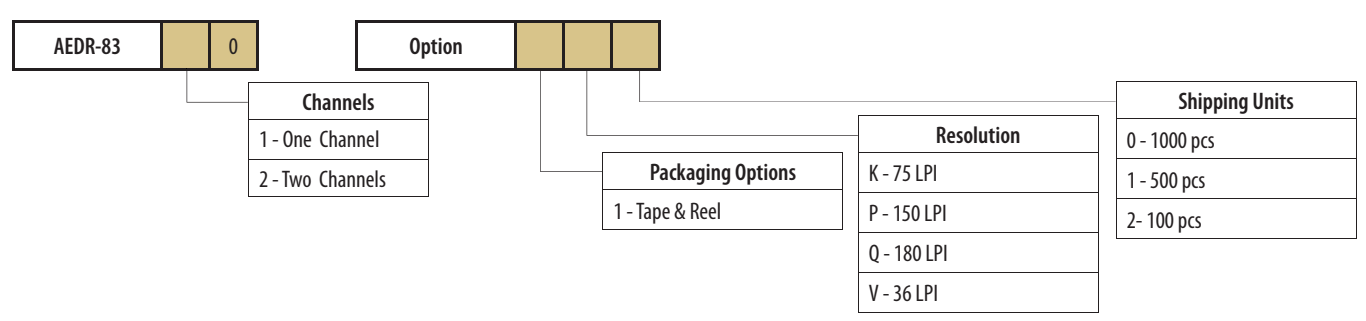 AEDR-83 0 Option
Channels
1 - One Channel
2 - Two Channels
Packaging Options
1 - Tape & Reel
Resolution
K - 75 LPI
P - 150 LPI
Q - 180 LPI
V - 36 LPI
Shipping Units
0 - 1000 pcs
1 - 500 pcs
2- 100 pcs